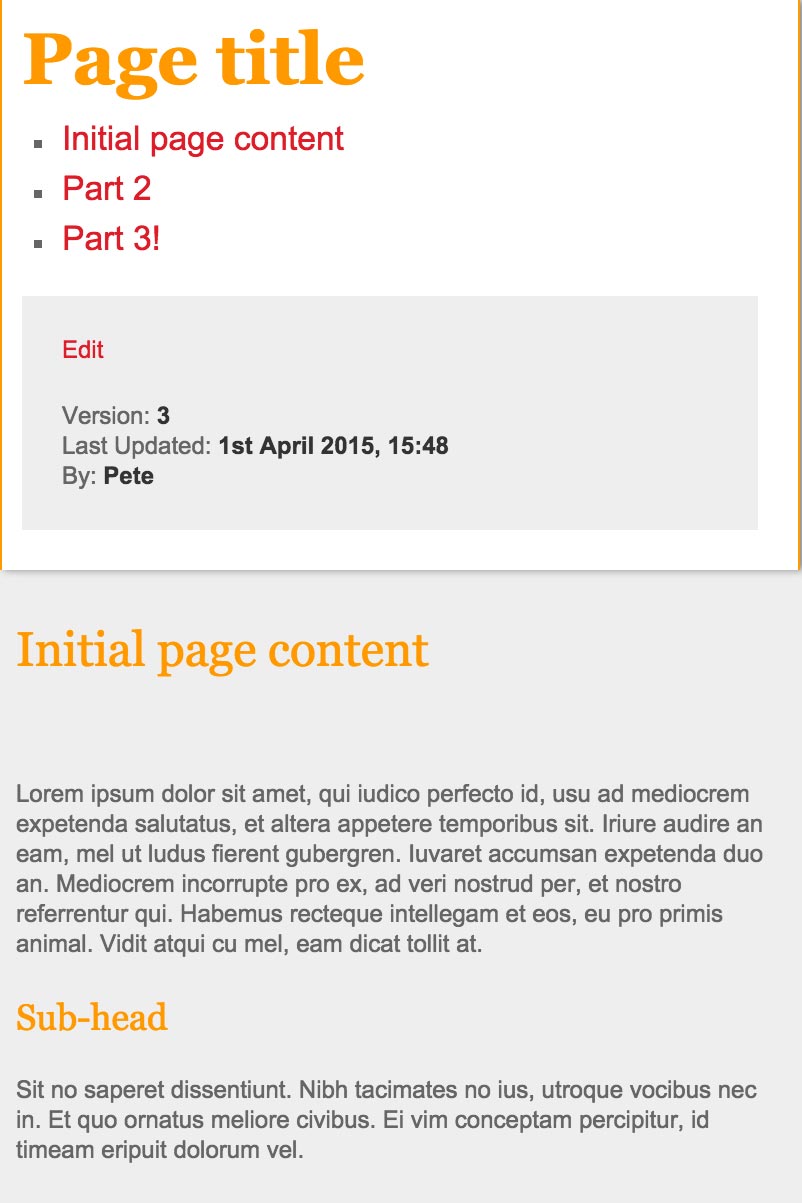 Page title
Initial page content
Part 2
Part 3!
Edit
Version: 3
Last Updated: 1st April 2015, 15:48
By: Pete
Initial page content
Lorem ipsum dolor sit amet, qui iudico perfecto id, usu ad mediocrem
expetenda salutatus, et altera appetere temporibus sit. Iriure audire an
eam, mel ut ludus fierent gubergren. Iuvaret accumsan expetenda duo
an. Mediocrem incorrupte pro ex, ad veri nostrud per, et nostro
referrentur qui. Habemus recteque intellegam et eos, eu pro primis
animal. Vidit atqui cu mel, eam dicat tollit at.
Sub-head
Sit no saperet dissentiunt. Nibh tacimates no ius, utroque vocibus nec
in. Et quo ornatus meliore civibus. Ei vim conceptam percipitur, id
timeam eripuit dolorum vel.